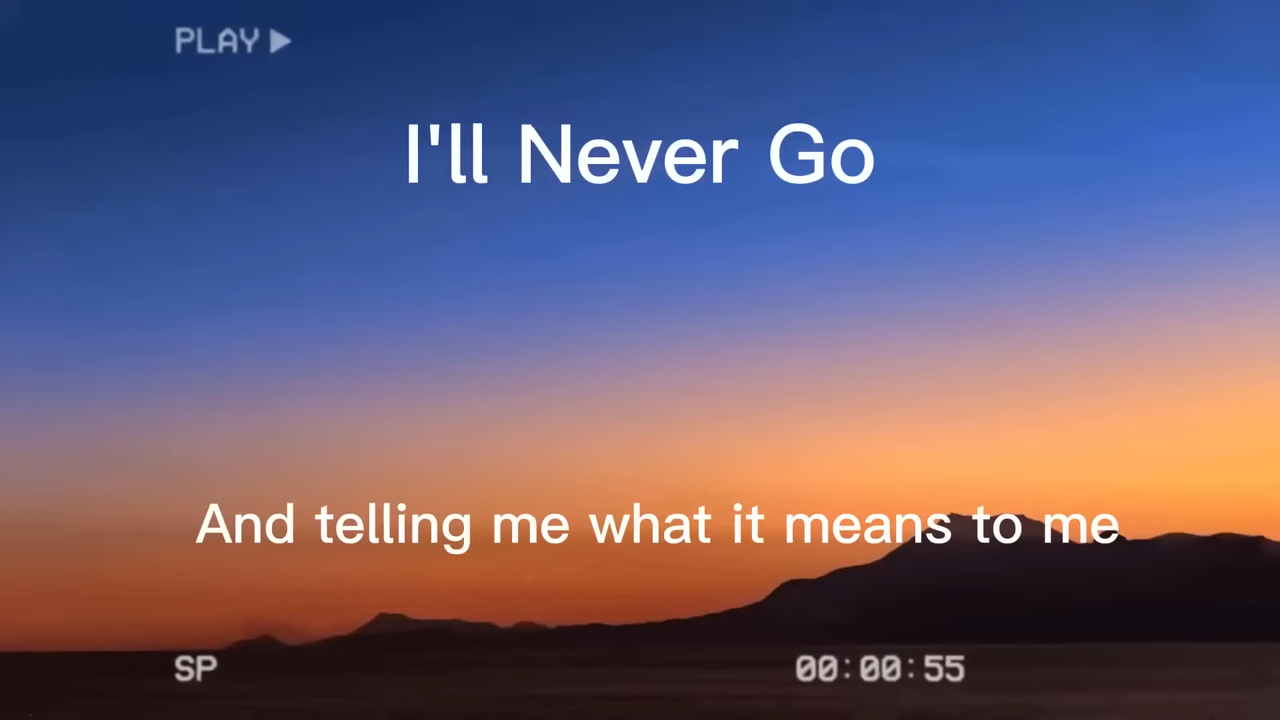 PLAY ▶
I'll Never Go
And telling me what it means to me
SP
00:00:55